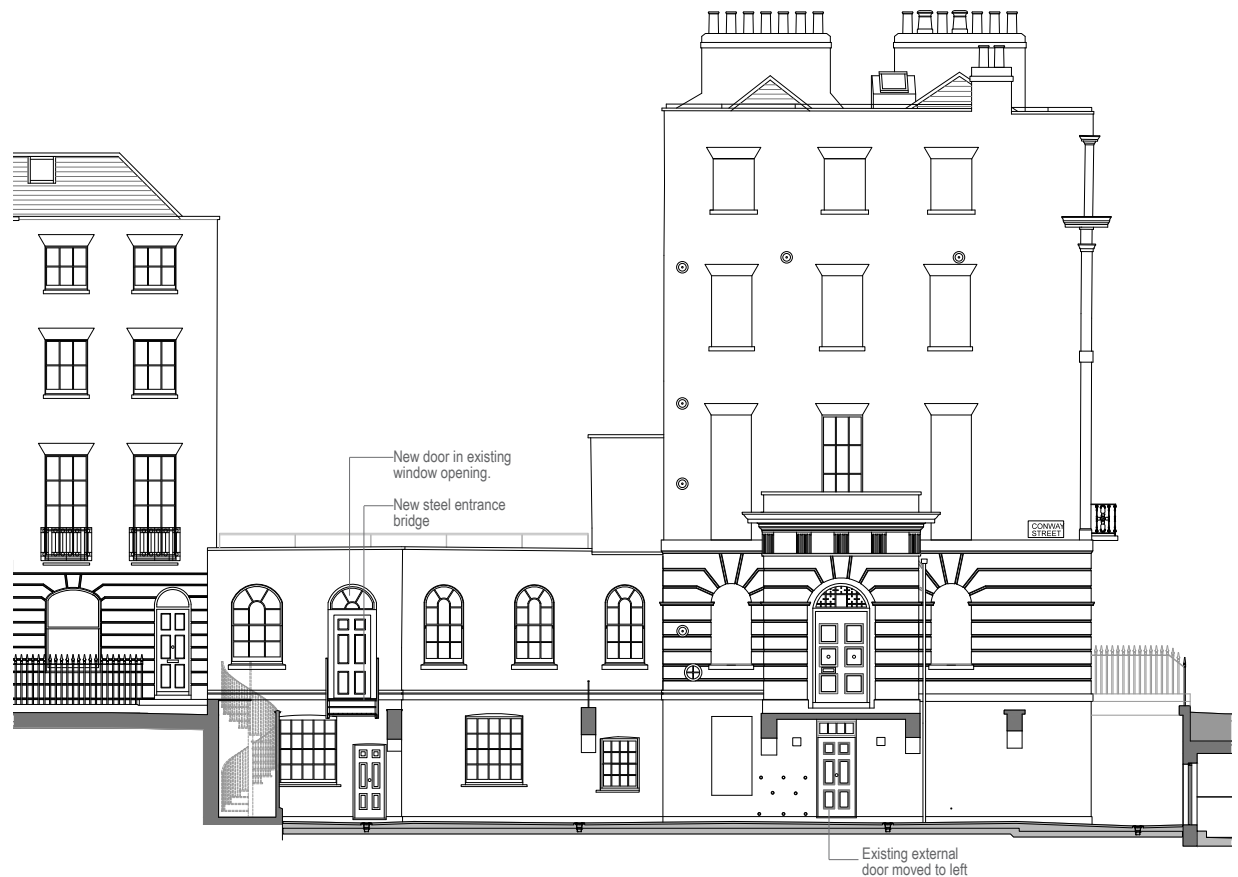 New door in existing
window opening.
New steel entrance
bridge
CONWAY
STREET
Existing external
door moved to left